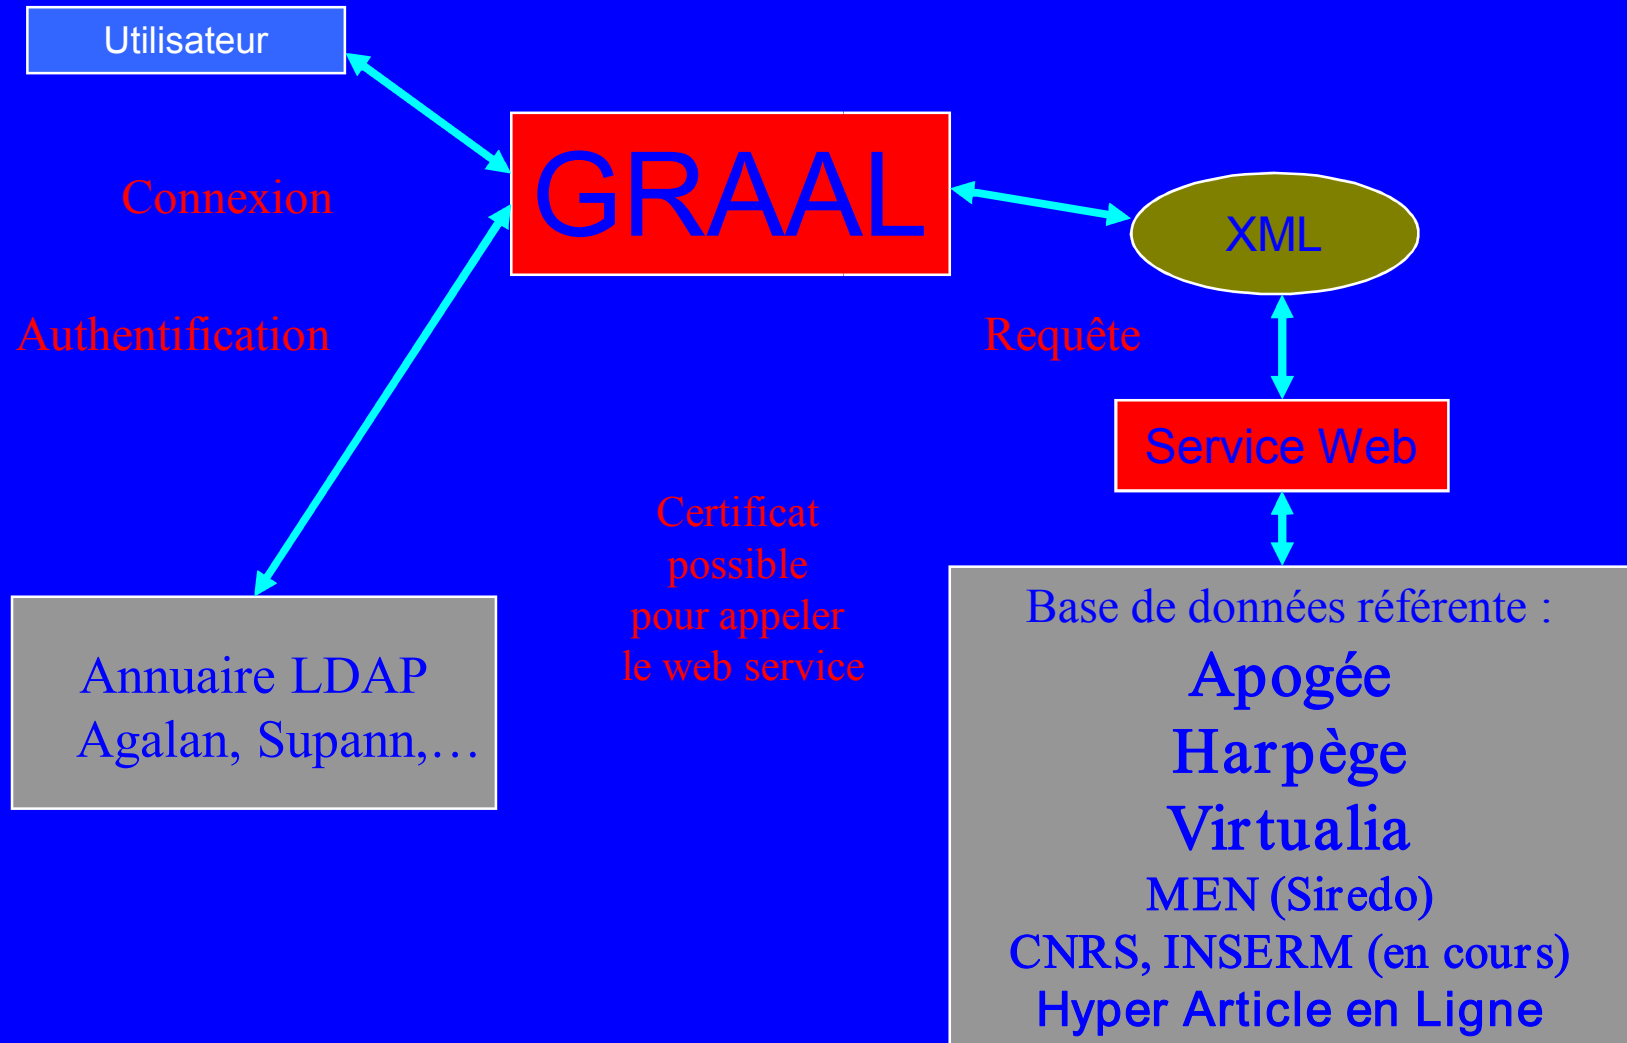 Utilisateur
GRAAL
Connexion
XML
Authentification
Requête
Service Web
Certificat
possible
pour appeler
le web service
Annuaire LDAP
Agalan, Supann,…
Base de données référente :
Apogée
Harpège
Virtualia
MEN (Siredo)
CNRS, INSERM (en cours)
Hyper Article en Ligne